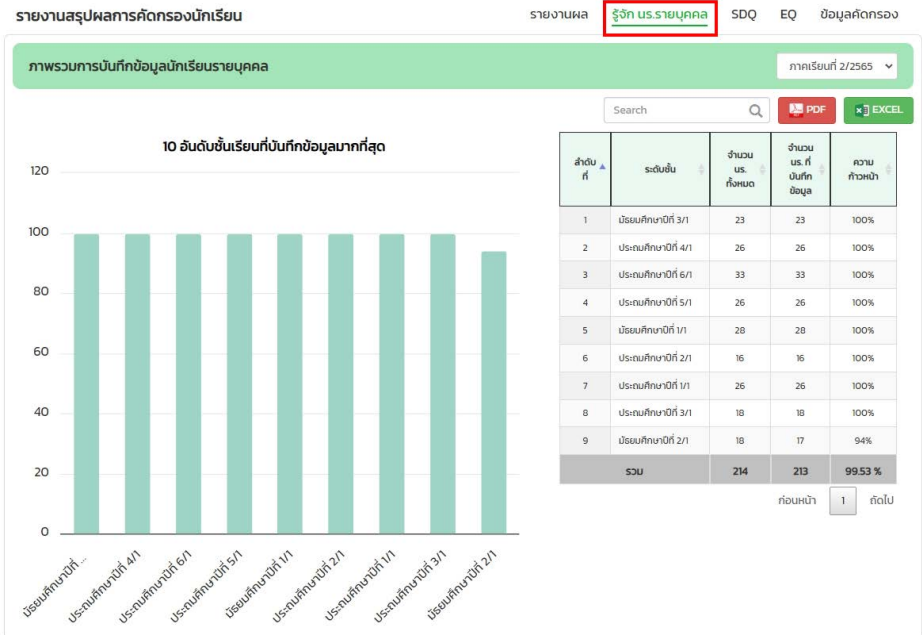 รายงานสรุปผลการคัดกรองนักเรียน
รายงานผล รู้จัก นร.รายบุคคล SDQ EQ ข้อมูลคัดกรอง
ภาพรวมการบันทึกข้อมูลนักเรียนรายบุคคล
ภาคเรียนที่ 2/2565
Search PDF EXCEL
10 อันดับชั้นเรียนที่บันทึกข้อมูลมากที่สุด
120
100
80
60
40
20
0
มัธยมศึกษาปีที่ ...
ประถมศึกษาปีที่ 4/1
ประถมศึกษาปีที่ 6/1
ประถมศึกษาปีที่ 5/1
มัธยมศึกษาปีที่ 1/1
ประถมศึกษาปีที่ 2/1
ประถมศึกษาปีที่ 1/1
ประถมศึกษาปีที่ 3/1
มัธยมศึกษาปีที่ 2/1
ลำดับที่ ระดับชั้น จำนวน นร. ทั้งหมด จำนวน นร. ที่บันทึกข้อมูล ความก้าวหน้า
1 มัธยมศึกษาปีที่ 3/1 23 23 100%
2 ประถมศึกษาปีที่ 4/1 26 26 100%
3 ประถมศึกษาปีที่ 6/1 33 33 100%
4 ประถมศึกษาปีที่ 5/1 26 26 100%
5 มัธยมศึกษาปีที่ 1/1 28 28 100%
6 ประถมศึกษาปีที่ 2/1 16 16 100%
7 ประถมศึกษาปีที่ 1/1 26 26 100%
8 ประถมศึกษาปีที่ 3/1 18 18 100%
9 มัธยมศึกษาปีที่ 2/1 18 17 94%
รวม 214 213 99.53 %
ก่อนหน้า 1 ถัดไป